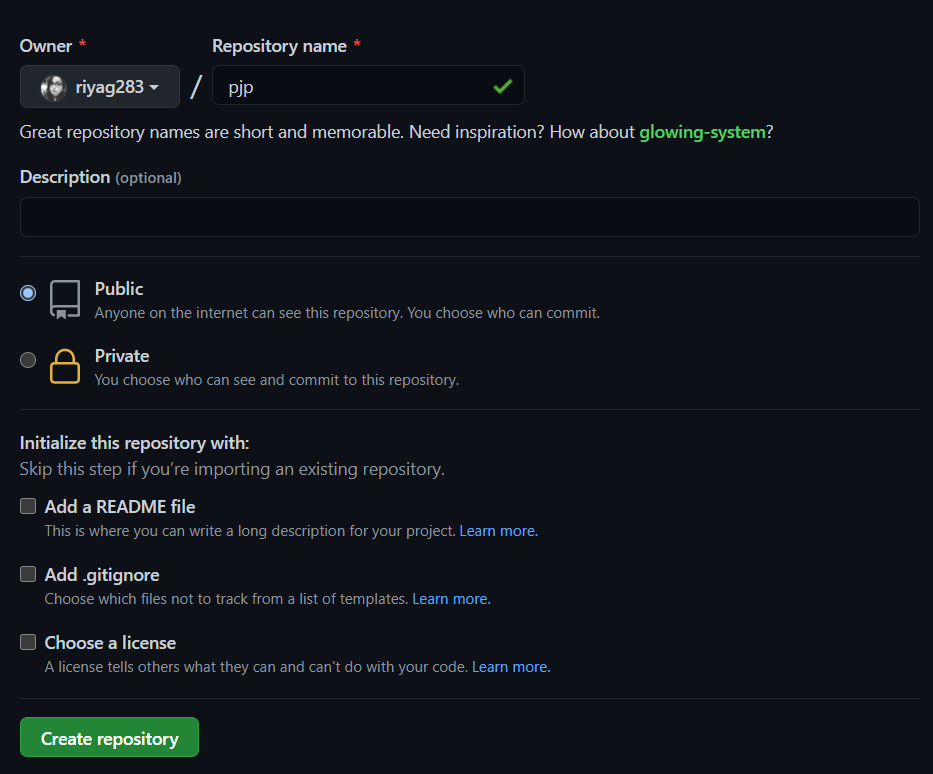 Owner *
Repository name *
riyag283 / pjp
Great repository names are short and memorable. Need inspiration? How about glowing-system?
Description (optional)
Public
Anyone on the internet can see this repository. You choose who can commit.
Private
You choose who can see and commit to this repository.
Initialize this repository with:
Skip this step if you’re importing an existing repository.
Add a README file
This is where you can write a long description for your project. Learn more.
Add .gitignore
Choose which files not to track from a list of templates. Learn more.
Choose a license
A license tells others what they can and can't do with your code. Learn more.
Create repository